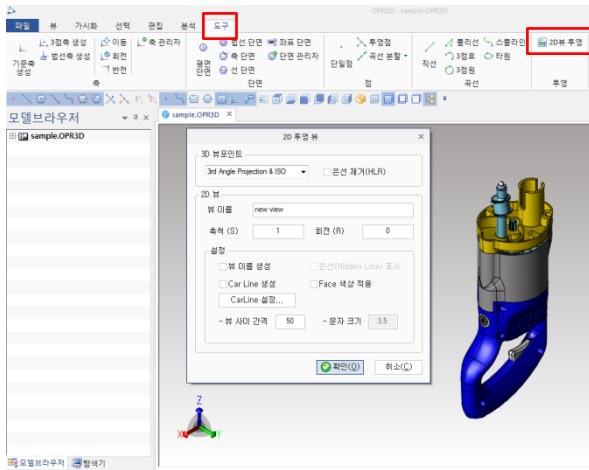 OPR3D - sample.OPR3D
파일 뷰 가시화 선택 편집 분석 도구
기준축 생성
3점축 생성 이동 축 관리자
법선축 생성 회전
반전
축
평면 단면
법선 단면 좌표 단면
축 단면 단면 관리자
선 단면
단면
단일점
투영점
곡선 분할
점
직선
폴리선 스플라인
3점호 타원
3점원
곡선
2D뷰 투영
투영
모델브라우저
sample.OPR3D
sample.OPR3D
2D 투영 뷰
3D 뷰포인트
3rd Angle Projection & ISO 은선 제거(HLR)
2D 뷰
뷰 이름 new view
축척 (S) 1 회전 (R) 0
설정
뷰 이름 생성 은선(Hidden Line) 표시
Car Line 생성 Face 색상 적용
CarLine 설정...
- 뷰 사이 간격 50 - 문자 크기 3.5
확인(O) 취소(C)
Z
X Y
모델브라우저 탐색기